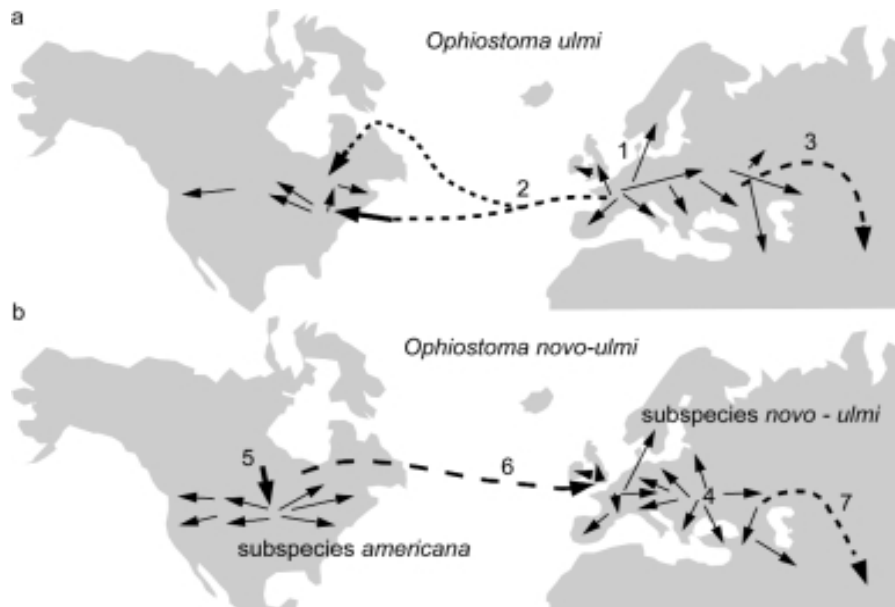 a
Ophiostoma ulmi
1
3
2
b
Ophiostoma novo-ulmi
subspecies novo - ulmi
5
6
4
7
subspecies americana